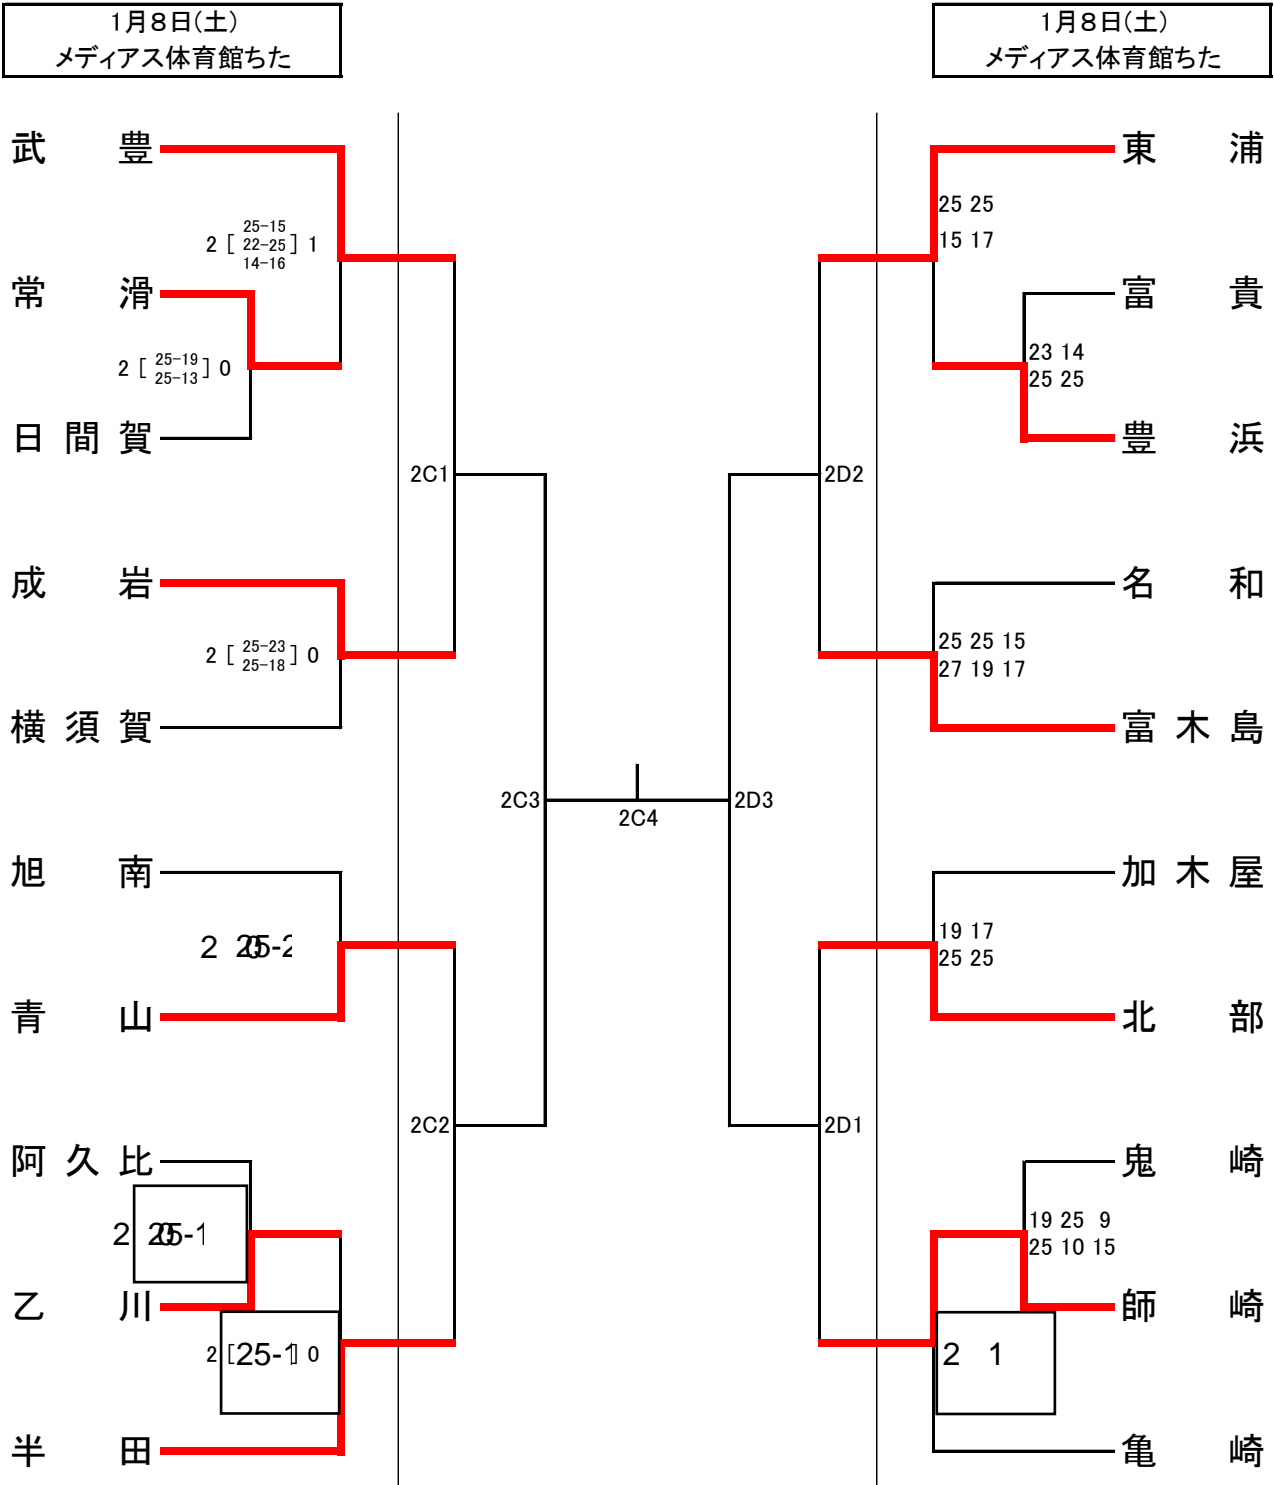 1月8日(土)
メディアス体育館ちた
1月8日(土)
メディアス体育館ちた
武豊
2 [ 25-15 22-25 14-16 ] 1
常滑
2 [ 25-19 25-13 ] 0
日間賀
2C1
成岩
2 [ 25-23 25-18 ] 0
横須賀
2C3
2C4
旭南
2
青山
2C2
阿久比
2
乙川
2 [25-1] 0
半田
東浦
25 25
15 17
富貴
23 14
25 25
豊浜
2D2
名和
25 25 15
27 19 17
富木島
2D3
加木屋
19 17
25 25
北部
2D1
鬼崎
19 25 9
25 10 15
師崎
2 1
亀崎